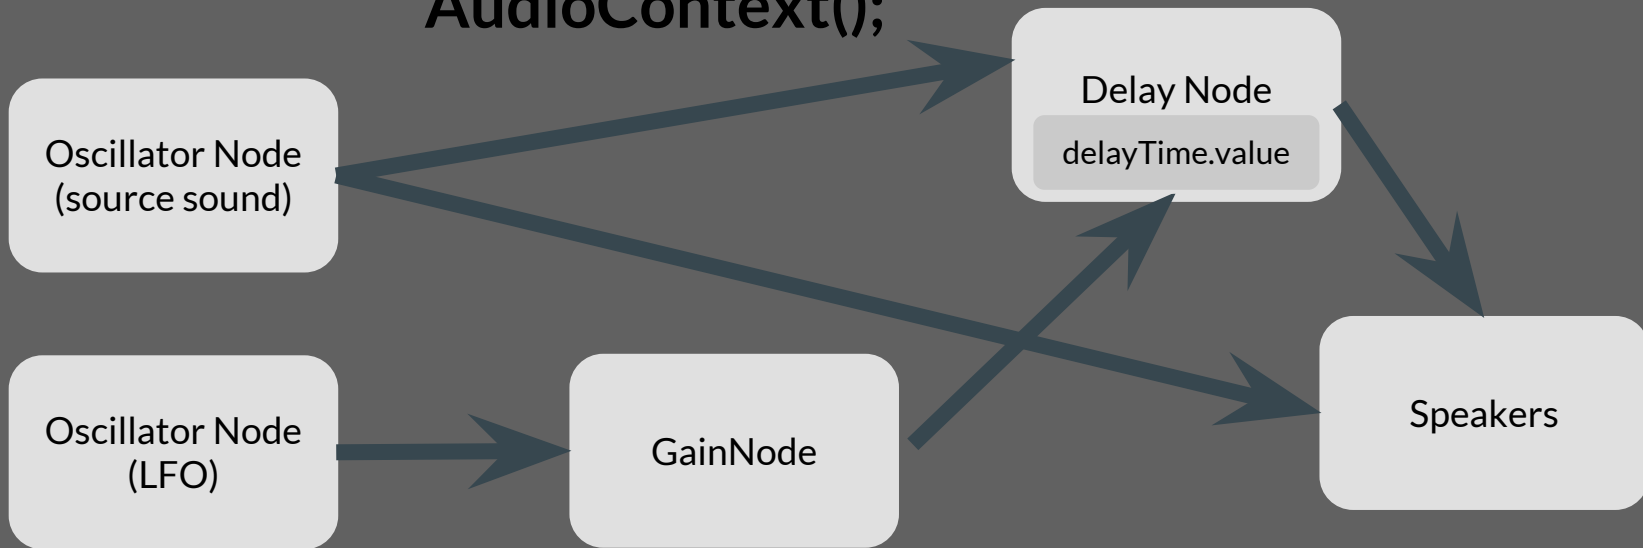 AudioContext();
Oscillator Node
(source sound)
Delay Node
delayTime.value
Oscillator Node
(LFO)
GainNode
Speakers